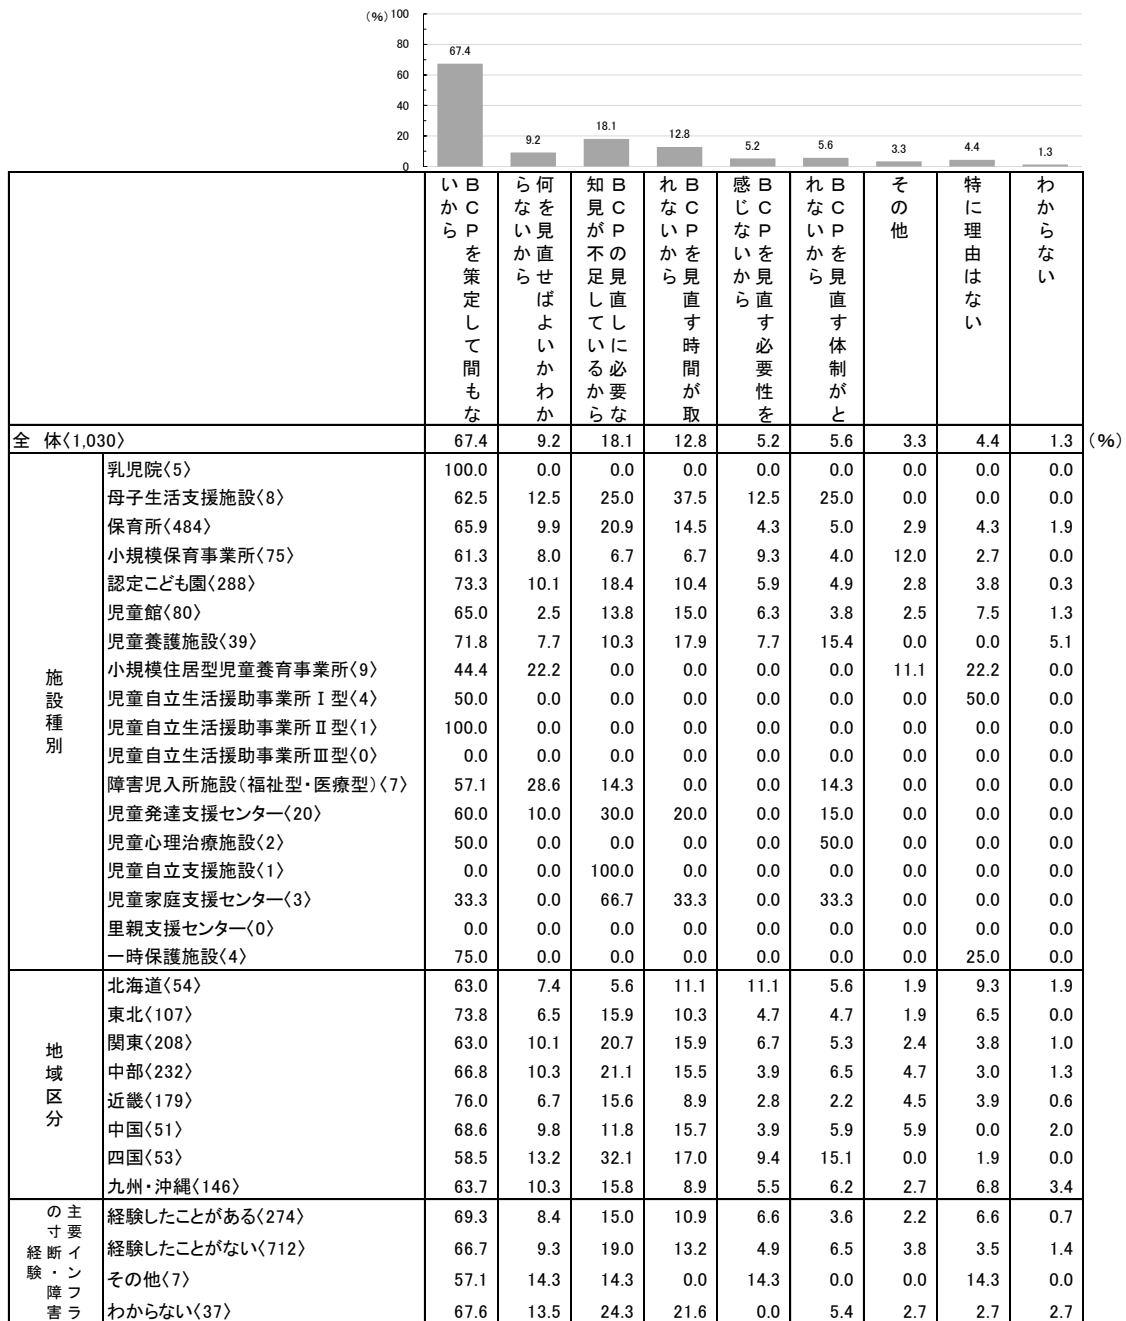 (%)
100
80
60
40
20
0
67.4
9.2
18.1
12.8
5.2
5.6
3.3
4.4
1.3
ＢＣＰを策定して間もな
いから
何を見直せばよいかわか
らないから
ＢＣＰの見直しに必要な
知見が不足しているから
ＢＣＰを見直す時間が取
れないから
ＢＣＰを見直す必要性を
感じないから
ＢＣＰを見直す体制がと
れないから
その他
特に理由はない
わからない
全 体〈1,030〉 67.4 9.2 18.1 12.8 5.2 5.6 3.3 4.4 1.3 (%)
施設種別
乳児院〈5〉 100.0 0.0 0.0 0.0 0.0 0.0 0.0 0.0 0.0
母子生活支援施設〈8〉 62.5 12.5 25.0 37.5 12.5 25.0 0.0 0.0 0.0
保育所〈484〉 65.9 9.9 20.9 14.5 4.3 5.0 2.9 4.3 1.9
小規模保育事業所〈75〉 61.3 8.0 6.7 6.7 9.3 4.0 12.0 2.7 0.0
認定こども園〈288〉 73.3 10.1 18.4 10.4 5.9 4.9 2.8 3.8 0.3
児童館〈80〉 65.0 2.5 13.8 15.0 6.3 3.8 2.5 7.5 1.3
児童養護施設〈39〉 71.8 7.7 10.3 17.9 7.7 15.4 0.0 0.0 5.1
小規模住居型児童養育事業所〈9〉 44.4 22.2 0.0 0.0 0.0 0.0 11.1 22.2 0.0
児童自立生活援助事業所Ⅰ型〈4〉 50.0 0.0 0.0 0.0 0.0 0.0 0.0 50.0 0.0
児童自立生活援助事業所Ⅱ型〈1〉 100.0 0.0 0.0 0.0 0.0 0.0 0.0 0.0 0.0
児童自立生活援助事業所Ⅲ型〈0〉 0.0 0.0 0.0 0.0 0.0 0.0 0.0 0.0 0.0
障害児入所施設(福祉型・医療型)〈7〉 57.1 28.6 14.3 0.0 0.0 14.3 0.0 0.0 0.0
児童発達支援センター〈20〉 60.0 10.0 30.0 20.0 0.0 15.0 0.0 0.0 0.0
児童心理治療施設〈2〉 50.0 0.0 0.0 0.0 0.0 50.0 0.0 0.0 0.0
児童自立支援施設〈1〉 0.0 0.0 100.0 0.0 0.0 0.0 0.0 0.0 0.0
児童家庭支援センター〈3〉 33.3 0.0 66.7 33.3 0.0 33.3 0.0 0.0 0.0
里親支援センター〈0〉 0.0 0.0 0.0 0.0 0.0 0.0 0.0 0.0 0.0
一時保護施設〈4〉 75.0 0.0 0.0 0.0 0.0 0.0 0.0 25.0 0.0
地域区分
北海道〈54〉 63.0 7.4 5.6 11.1 11.1 5.6 1.9 9.3 1.9
東北〈107〉 73.8 6.5 15.9 10.3 4.7 4.7 1.9 6.5 0.0
関東〈208〉 63.0 10.1 20.7 15.9 6.7 5.3 2.4 3.8 1.0
中部〈232〉 66.8 10.3 21.1 15.5 3.9 6.5 4.7 3.0 1.3
近畿〈179〉 76.0 6.7 15.6 8.9 2.8 2.2 4.5 3.9 0.6
中国〈51〉 68.6 9.8 11.8 15.7 3.9 5.9 5.9 0.0 2.0
四国〈53〉 58.5 13.2 32.1 17.0 9.4 15.1 0.0 1.9 0.0
九州・沖縄〈146〉 63.7 10.3 15.8 8.9 5.5 6.2 2.7 6.8 3.4
主要インフラ
の寸断・障害
経験
経験したことがある〈274〉 69.3 8.4 15.0 10.9 6.6 3.6 2.2 6.6 0.7
経験したことがない〈712〉 66.7 9.3 19.0 13.2 4.9 6.5 3.8 3.5 1.4
その他〈7〉 57.1 14.3 14.3 0.0 14.3 0.0 0.0 14.3 0.0
わからない〈37〉 67.6 13.5 24.3 21.6 0.0 5.4 2.7 2.7 2.7